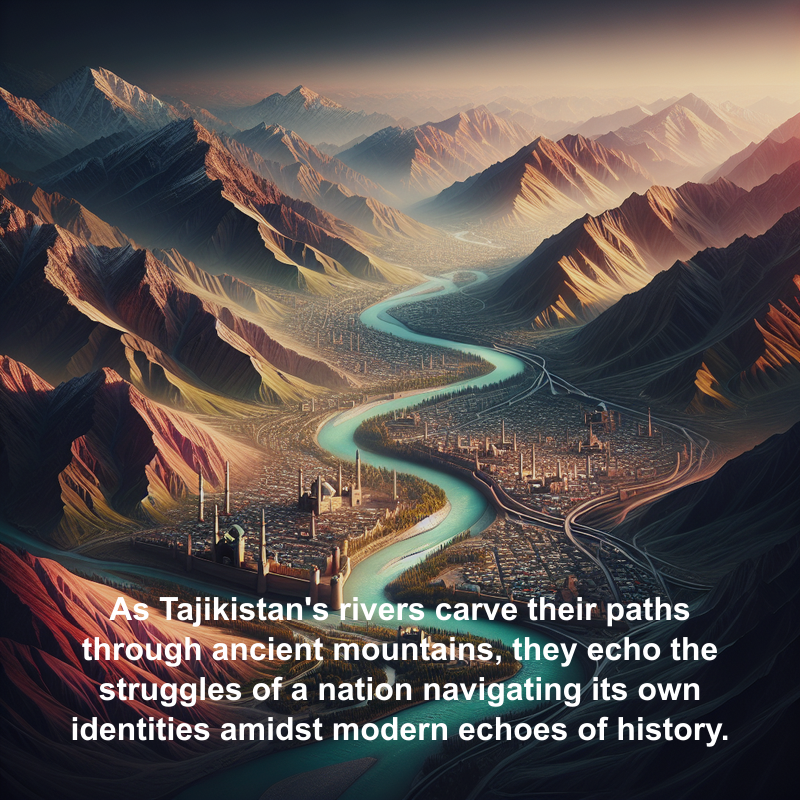 As Tajikistan's rivers carve their paths
through ancient mountains, they echo the
struggles of a nation navigating its own
identities amidst modern echoes of history.